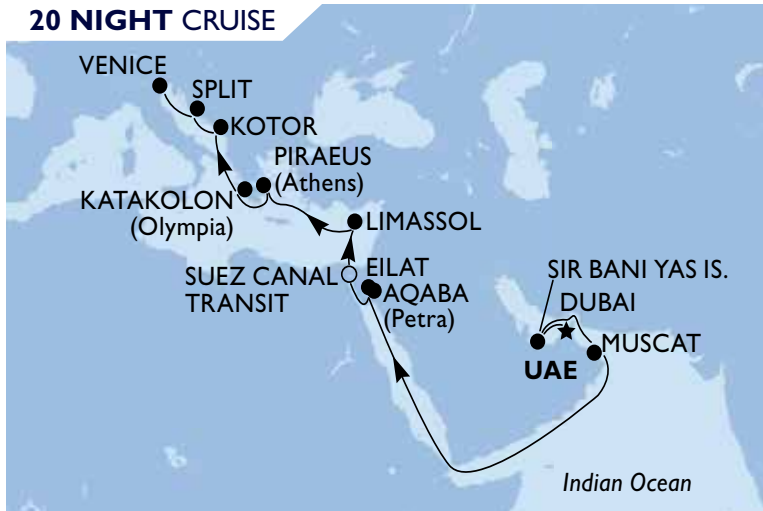 20 NIGHT CRUISE
VENICE
SPLIT
KOTOR
PIRAEUS
(Athens)
KATAKOLON
(Olympia)
LIMASSOL
SUEZ CANAL
TRANSIT
EILAT
AQABA
(Petra)
SIR BANI YAS IS.
DUBAI
MUSCAT
UAE
Indian Ocean